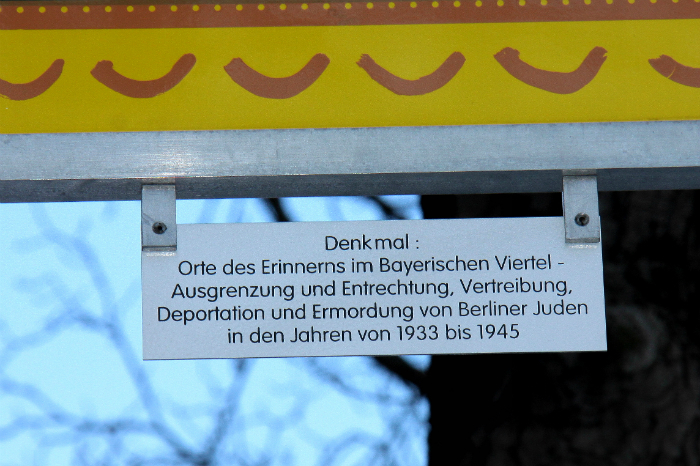 Denkmal :
Orte des Erinnerns im Bayerischen Viertel -
Ausgrenzung und Entrechtung, Vertreibung,
Deportation und Ermordung von Berliner Juden
in den Jahren von 1933 bis 1945